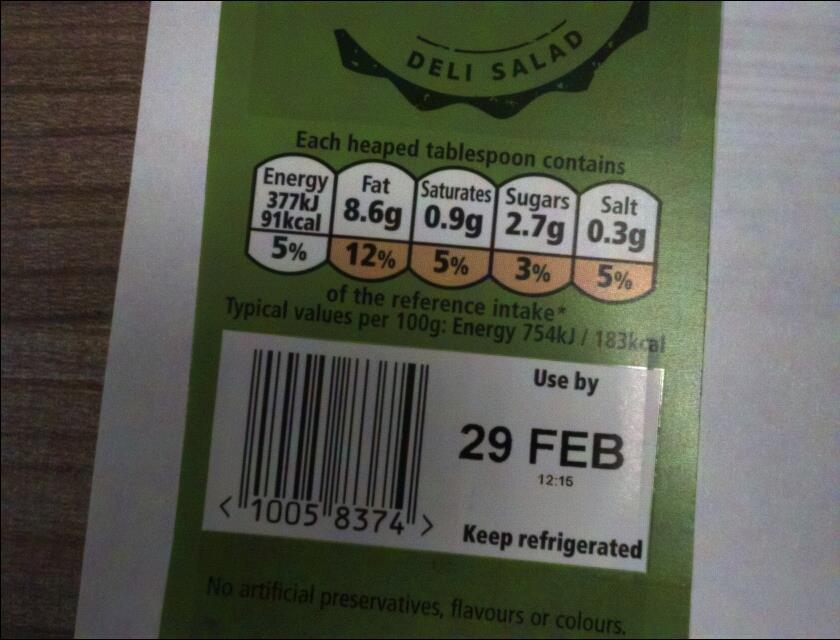 DELI SALAD
Each heaped tablespoon contains
Energy 377kJ 91kcal 5%
Fat 8.6g 12%
Saturates 0.9g 5%
Sugars 2.7g 3%
Salt 0.3g 5%
of the reference intake*
Typical values per 100g: Energy 754kJ / 183kcal
Use by
29 FEB
12:15
<1005 8374>
Keep refrigerated
No artificial preservatives, flavours or colours.